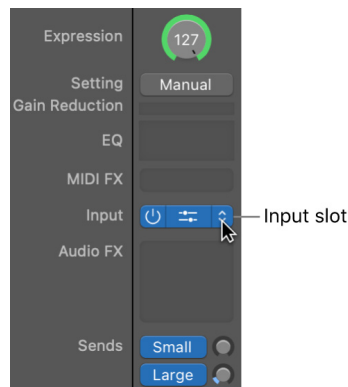 Expression 127
Setting Manual
Gain Reduction
EQ
MIDI FX
Input Input slot
Audio FX
Sends Small
Large